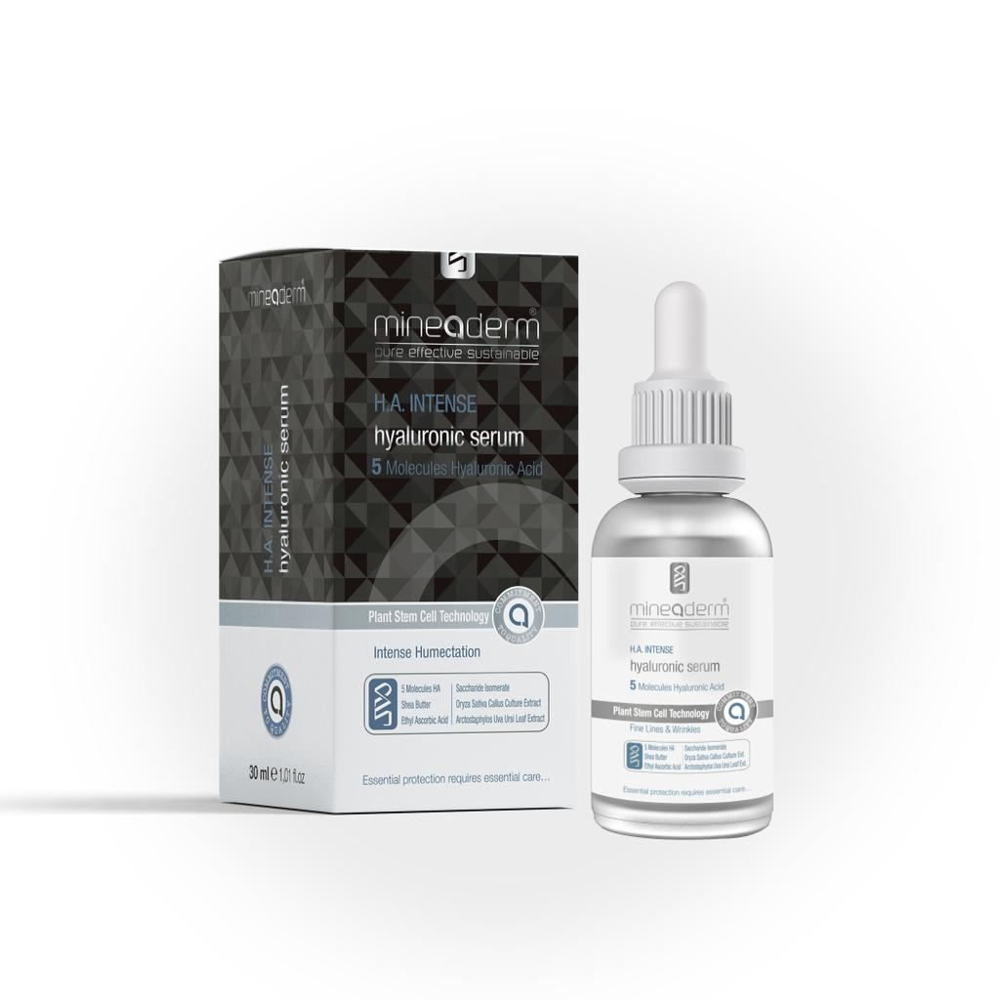 mineaderm®
H.A. INTENSE
hyaluronic serum
COMMITMENT
TO QUALITY
30 ml e 1,01 fl.oz
mineaderm®
pure effective sustainable
H.A. INTENSE
hyaluronic serum
5 Molecules Hyaluronic Acid
Plant Stem Cell Technology
COMMITMENT
TO QUALITY
Intense Humectation
5 Molecules HA
Shea Butter
Ethyl Ascorbic Acid
Saccharide Isomerate
Oryza Sativa Callus Culture Extract
Arctostaphylos Uva Ursi Leaf Extract
Essential protection requires essential care...
mineaderm®
pure effective sustainable
H.A. INTENSE
hyaluronic serum
5 Molecules Hyaluronic Acid
Plant Stem Cell Technology
COMMITMENT
TO QUALITY
Fine Lines & Wrinkles
5 Molecules HA
Shea Butter
Ethyl Ascorbic Acid
Saccharide Isomerate
Oryza Sativa Callus Culture Ext.
Arctostaphylos Uva Ursi Leaf Ext.
Essential protection requires essential care...